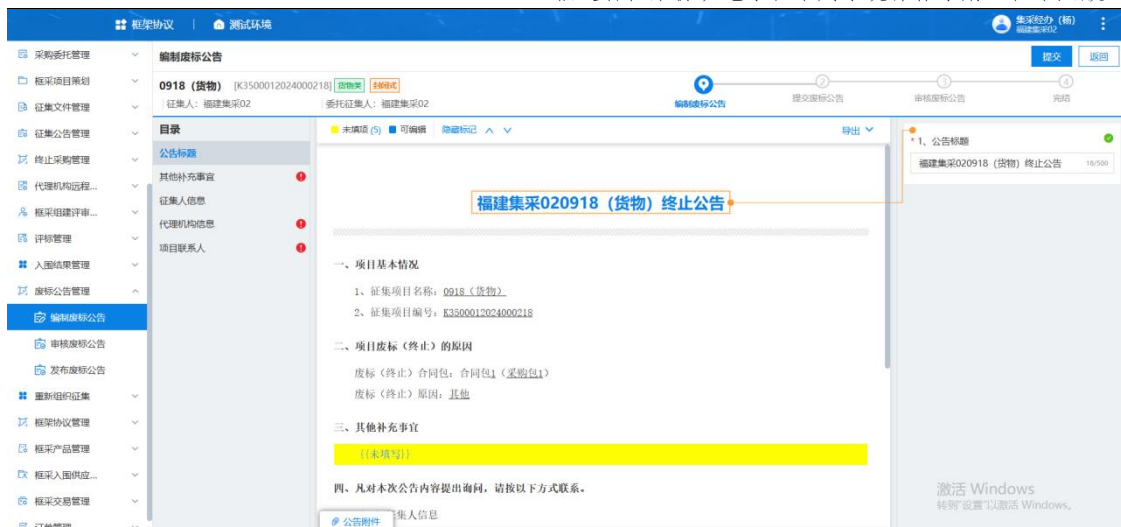 框架协议 测试环境 集采经办（杨）
福建集采02
采购委托管理
框采项目策划
征集文件管理
征集公告管理
终止采购管理
代理机构远程...
框采组建评审...
评标管理
入围结果管理
废标公告管理
编制废标公告
审核废标公告
发布废标公告
重新组织征集
框架协议管理
框采产品管理
框采入围供应...
框采交易管理
编制废标公告 提交 返回
0918（货物） [K3500012024000218] 货物类 封闭式
征集人：福建集采02 委托征集人：福建集采02
编制废标公告 2 提交废标公告 3 审核废标公告 4 完结
目录
公告标题
其他补充事宜
征集人信息
代理机构信息
项目联系人
未填项 (5) 可编辑 隐藏标记 导出
福建集采020918（货物）终止公告
一、项目基本情况
1、征集项目名称：0918（货物）
2、征集项目编号：K3500012024000218
二、项目废标（终止）的原因
废标（终止）合同包：合同包1（采购包1）
废标（终止）原因：其他
三、其他补充事宜
{{未填写}}
四、凡对本次公告内容提出询问，请按以下方式联系。
集人信息
公告附件
* 1、公告标题
福建集采020918（货物）终止公告 18/500
激活 Windows
转到"设置"以激活 Windows。